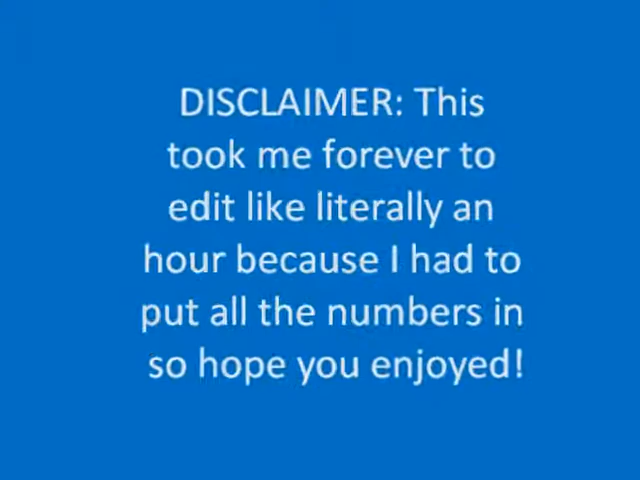 DISCLAIMER: This
took me forever to
edit like literally an
hour because I had to
put all the numbers in
so hope you enjoyed!